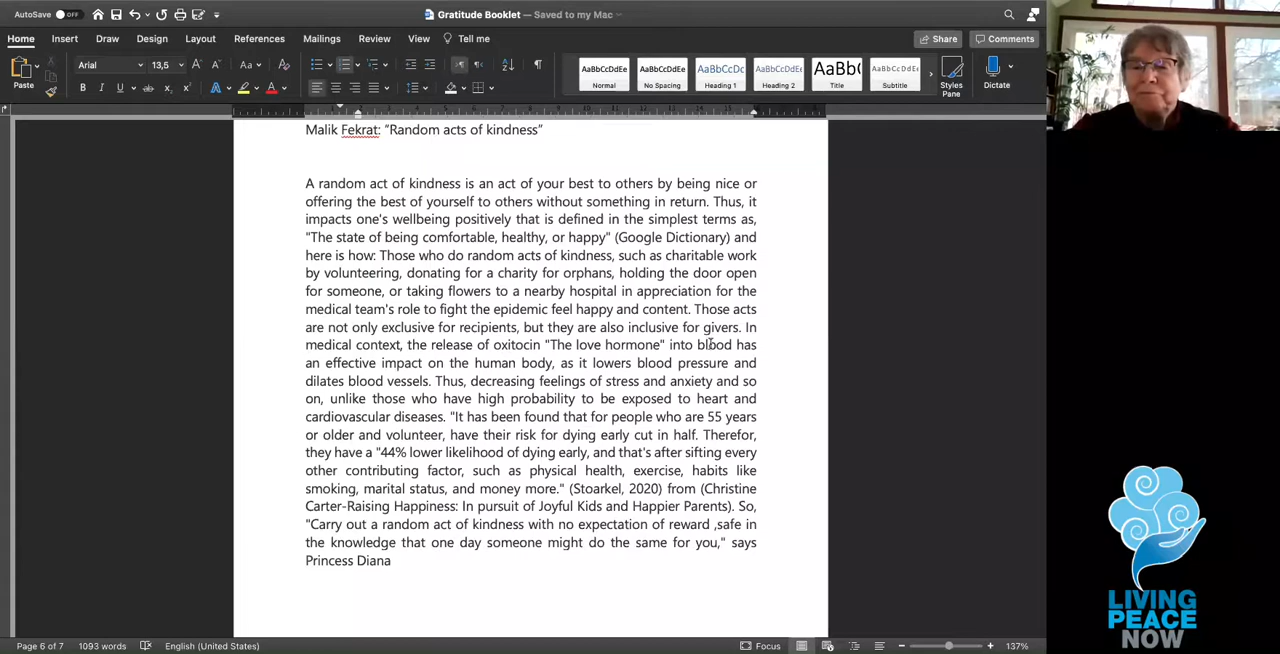 AutoSave OFF
Gratitude Booklet — Saved to my Mac
Home Insert Draw Design Layout References Mailings Review View Tell me
Share Comments
Paste
Arial 13,5
AaBbCcDdEe AaBbCcDdEe AaBbCcDc AaBbCcDdEe AaBb( AaBbCcDdEe
Normal No Spacing Heading 1 Heading 2 Title Subtitle
Styles Pane
Dictate
Malik Fekrat: "Random acts of kindness"
A random act of kindness is an act of your best to others by being nice or
offering the best of yourself to others without something in return. Thus, it
impacts one's wellbeing positively that is defined in the simplest terms as,
"The state of being comfortable, healthy, or happy" (Google Dictionary) and
here is how: Those who do random acts of kindness, such as charitable work
by volunteering, donating for a charity for orphans, holding the door open
for someone, or taking flowers to a nearby hospital in appreciation for the
medical team's role to fight the epidemic feel happy and content. Those acts
are not only exclusive for recipients, but they are also inclusive for givers. In
medical context, the release of oxitocin "The love hormone" into blood has
an effective impact on the human body, as it lowers blood pressure and
dilates blood vessels. Thus, decreasing feelings of stress and anxiety and so
on, unlike those who have high probability to be exposed to heart and
cardiovascular diseases. "It has been found that for people who are 55 years
or older and volunteer, have their risk for dying early cut in half. Therefor,
they have a "44% lower likelihood of dying early, and that's after sifting every
other contributing factor, such as physical health, exercise, habits like
smoking, marital status, and money more." (Stoarkel, 2020) from (Christine
Carter-Raising Happiness: In pursuit of Joyful Kids and Happier Parents). So,
"Carry out a random act of kindness with no expectation of reward ,safe in
the knowledge that one day someone might do the same for you," says
Princess Diana
Page 6 of 7 1093 words English (United States) Focus 137%
LIVING
PEACE
NOW